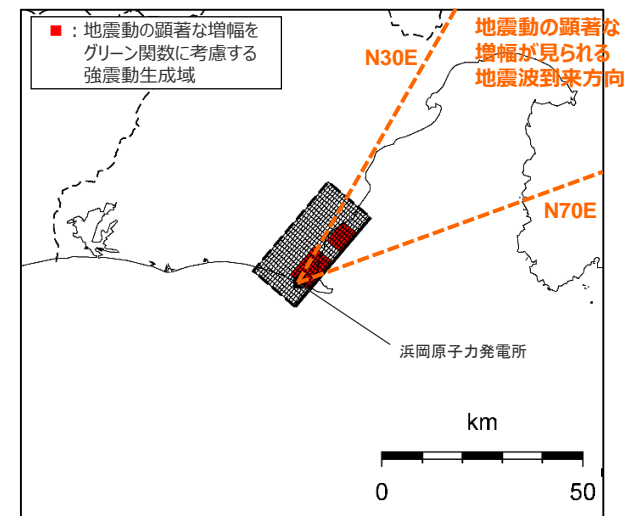 ■：地震動の顕著な増幅を
グリーン関数に考慮する
強震動生成域
地震動の顕著な
増幅が見られる
地震波到来方向
N30E
N70E
浜岡原子力発電所
km
0 50